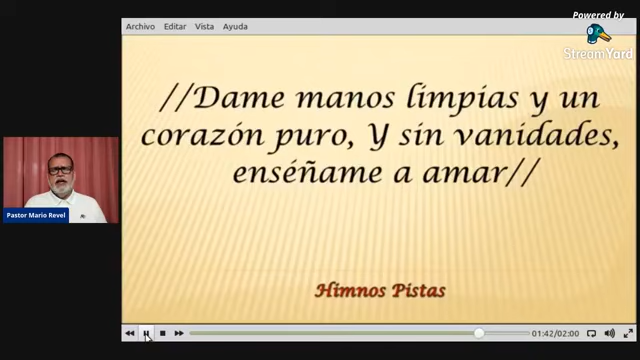 Powered by
StreamYard
Archivo Editar Vista Ayuda
//Dame manos limpias y un
corazón puro, Y sin vanidades,
enséñame a amar//
Pastor Mario Revel
Himnos Pistas
01:42/02:00